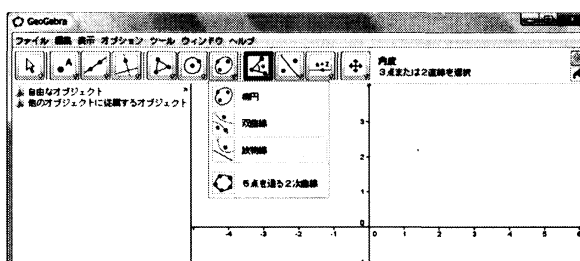 GeoGebra
ファイル 編集 表示 オプション ツール ウィンドウ ヘルプ
A
a=2
角度
3点または2直線を選択
自由なオブジェクト
他のオブジェクトに従属するオブジェクト
楕円
双曲線
放物線
5点を通る2次曲線
3
2
1
0
-4 -3 -2 -1 0 1 2 3 4 5 6